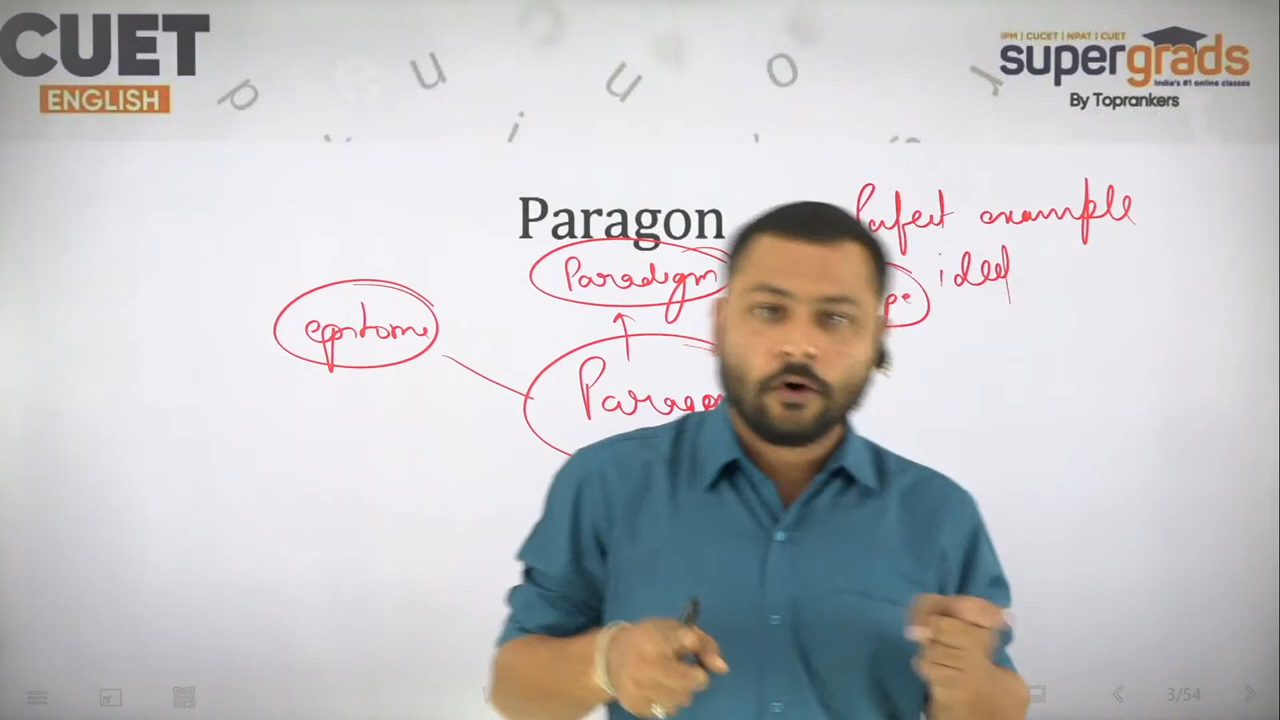 CUET
ENGLISH
IPM | CUCET | NPAT | CUET
supergrads
India's #1 online classes
By Toprankers
Paragon
Perfect example
Paradigm
ideal
epitome
3/54